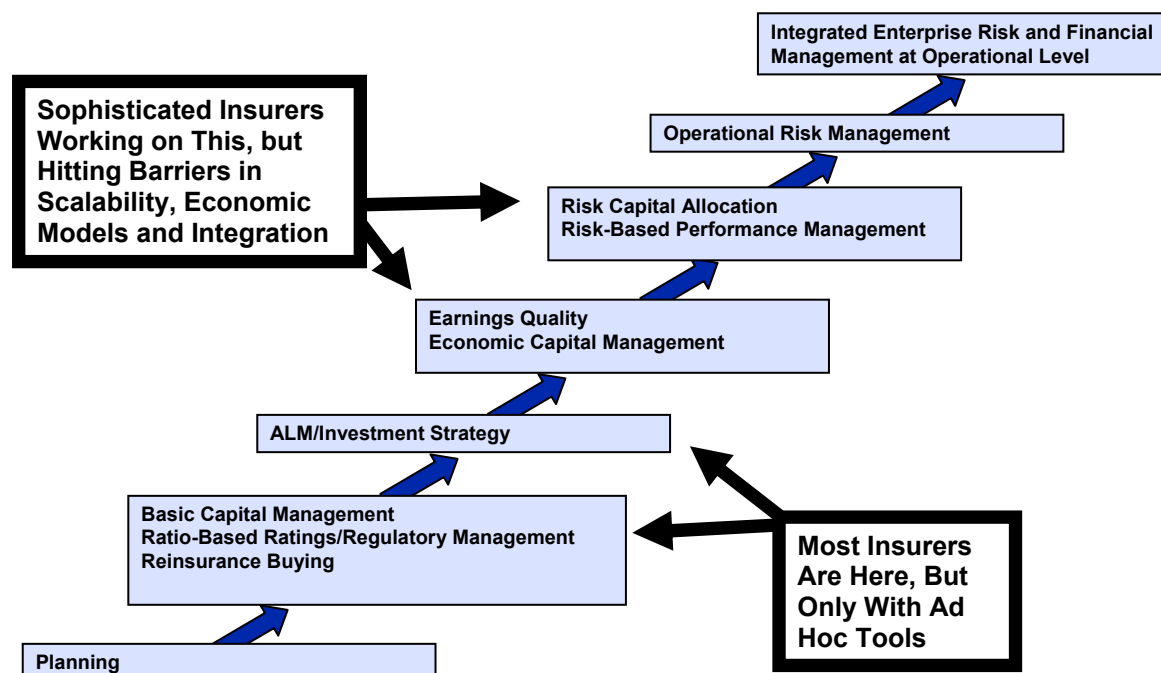 Integrated Enterprise Risk and Financial
Management at Operational Level
Sophisticated Insurers
Working on This, but
Hitting Barriers in
Scalability, Economic
Models and Integration
Operational Risk Management
Risk Capital Allocation
Risk-Based Performance Management
Earnings Quality
Economic Capital Management
ALM/Investment Strategy
Basic Capital Management
Ratio-Based Ratings/Regulatory Management
Reinsurance Buying
Most Insurers
Are Here, But
Only With Ad
Hoc Tools
Planning